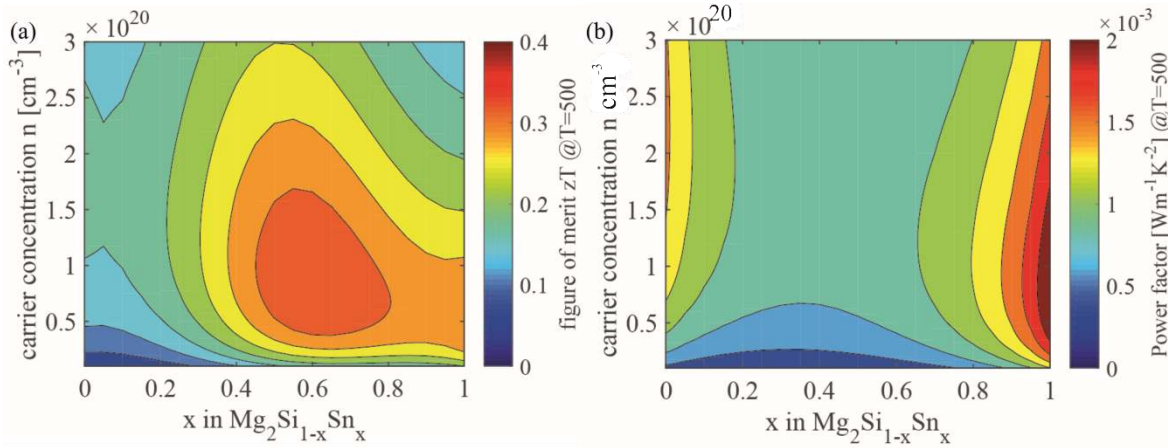 (a)
× 10²⁰
3
2.5
2
1.5
1
0.5
0 0.2 0.4 0.6 0.8 1
carrier concentration n [cm⁻³]
x in Mg₂Si₁₋ₓSnₓ
0.4
0.3
0.2
0.1
0
figure of merit zT @T=500
(b)
× 10²⁰
3
2.5
2
1.5
1
0.5
0 0.2 0.4 0.6 0.8 1
carrier concentration n cm⁻³
x in Mg₂Si₁₋ₓSnₓ
× 10⁻³
2
1.5
1
0.5
0
Power factor [Wm⁻¹K⁻²] @T=500